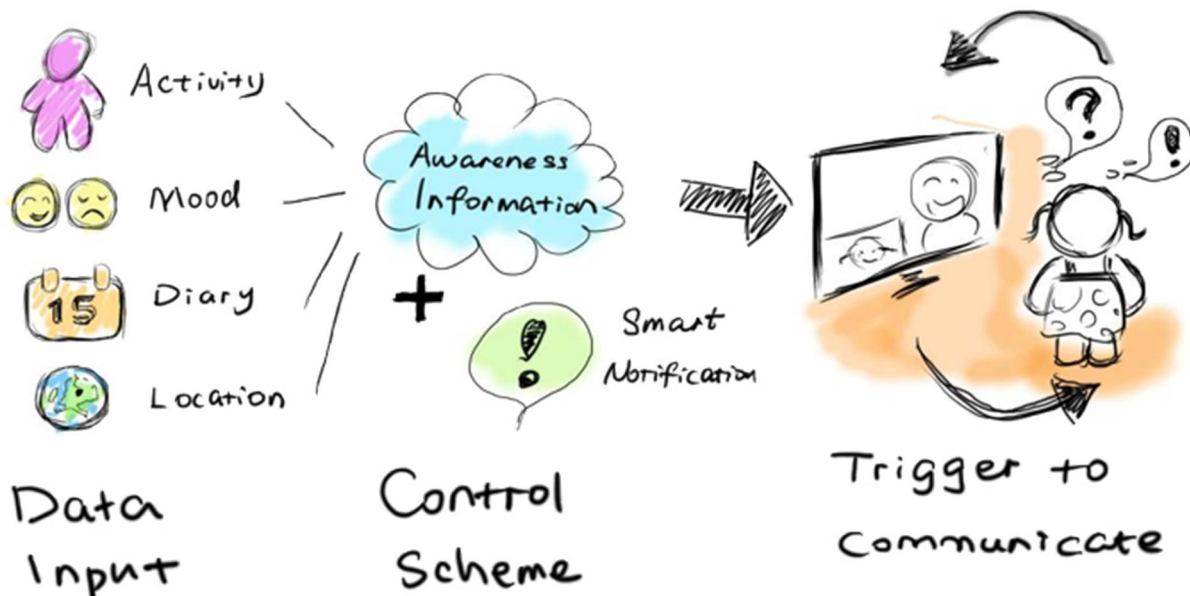 Activity
Mood
15
Diary
Location
Data
Input
Awareness
Information
+
!
Smart
Notification
Control
Scheme
?
!
Trigger to
communicate